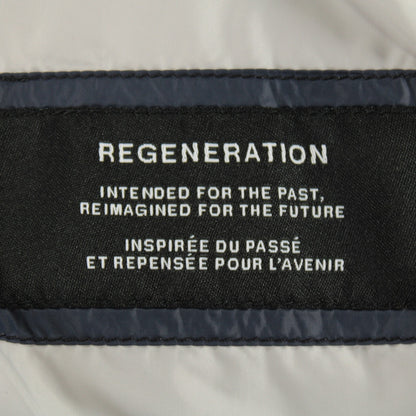 REGENERATION
INTENDED FOR THE PAST,
REIMAGINED FOR THE FUTURE
INSPIRÉE DU PASSÉ
ET REPENSÉE POUR L'AVENIR